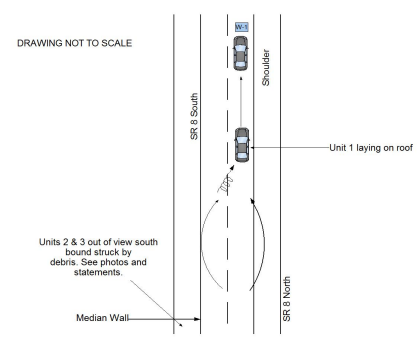 W-1
DRAWING NOT TO SCALE
Shoulder
SR 8 South
Unit 1 laying on roof
Units 2 & 3 out of view south
bound struck by
debris. See photos and
statements.
SR 8 North
Median Wall